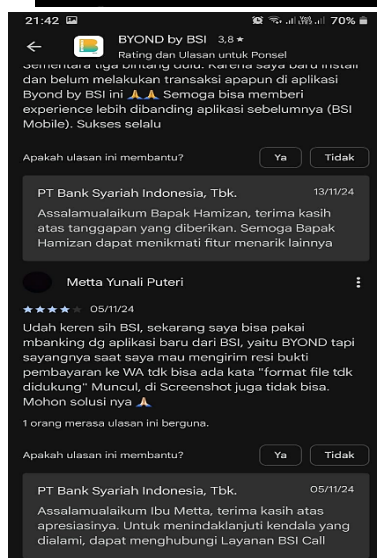 21:42 70%
BYOND by BSI 3,8 ★
Rating dan Ulasan untuk Ponsel
Sementara tiga bintang dulu. Karena saya baru install
dan belum melakukan transaksi apapun di aplikasi
Byond by BSI ini 🙏🙏 Semoga bisa memberi
experience lebih dibanding aplikasi sebelumnya (BSI
Mobile). Sukses selalu
Apakah ulasan ini membantu? Ya Tidak
PT Bank Syariah Indonesia, Tbk. 13/11/24
Assalamualaikum Bapak Hamizan, terima kasih
atas tanggapan yang diberikan. Semoga Bapak
Hamizan dapat menikmati fitur menarik lainnya
Metta Yunali Puteri
★★★★ 05/11/24
Udah keren sih BSI, sekarang saya bisa pakai
mbanking dg aplikasi baru dari BSI, yaitu BYOND tapi
sayangnya saat saya mau mengirim resi bukti
pembayaran ke WA tdk bisa ada kata "format file tdk
didukung" Muncul, di Screenshot juga tidak bisa.
Mohon solusi nya 🙏
1 orang merasa ulasan ini berguna.
Apakah ulasan ini membantu? Ya Tidak
PT Bank Syariah Indonesia, Tbk. 05/11/24
Assalamualaikum Ibu Metta, terima kasih atas
apresiasinya. Untuk menindaklanjuti kendala yang
dialami, dapat menghubungi Layanan BSI Call